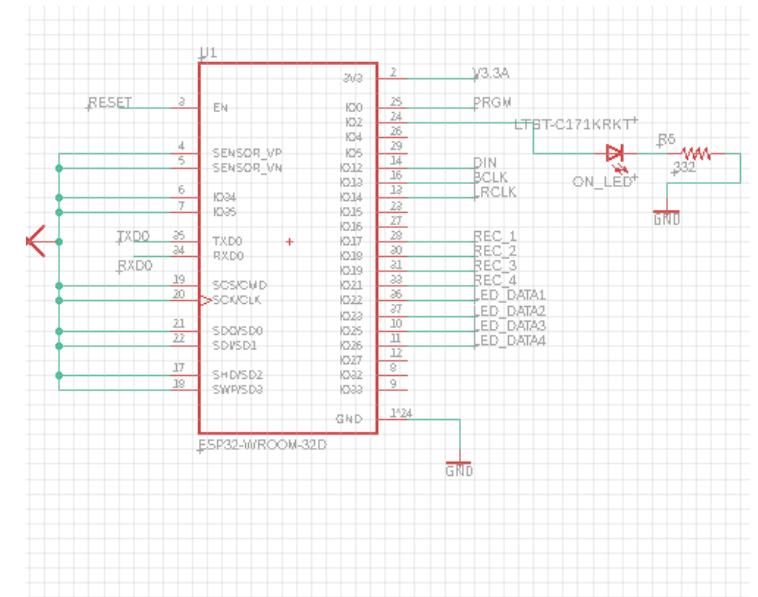 U1
3V3 2 V3.3A
RESET 3 EN
IO0 25 PRGM
IO2 24
IO4 26
LTST-C171KRKT
R5
4 SENSOR_VP
IO5 29
5 SENSOR_VN
IO12 14 DIN
332
IO13 16 BCLK
ON_LED
6 IO34
IO14 13 LRCLK
7 IO35
IO15 23
IO16 27
GND
TXD0 35 TXD0
IO17 28 REC_1
RXD0 34 RXD0
IO18 30 REC_2
IO19 31 REC_3
19 SCS/CMD
IO21 33 REC_4
20 SCK/CLK
IO22 36 LED_DATA1
IO23 37 LED_DATA2
21 SDO/SD0
IO25 10 LED_DATA3
22 SDI/SD1
IO26 11 LED_DATA4
IO27 12
17 SHD/SD2
IO32 8
18 SWP/SD3
IO33 9
GND 1*24
ESP32-WROOM-32D
GND